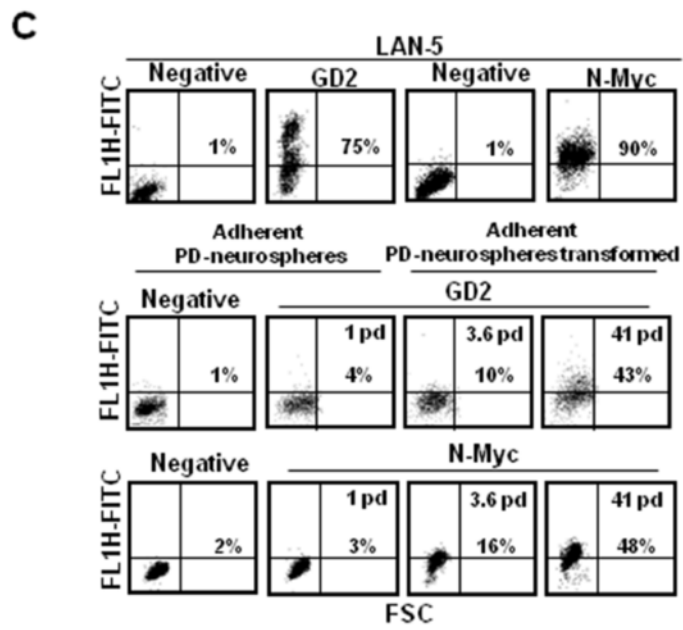 C
LAN-5
Negative GD2 Negative N-Myc
FL1H-FITC
1% 75% 1% 90%
Adherent
PD-neurospheres
Adherent
PD-neurospheres transformed
Negative GD2
FL1H-FITC
1 pd 3.6 pd 41 pd
1% 4% 10% 43%
Negative N-Myc
FL1H-FITC
1 pd 3.6 pd 41 pd
2% 3% 16% 48%
FSC